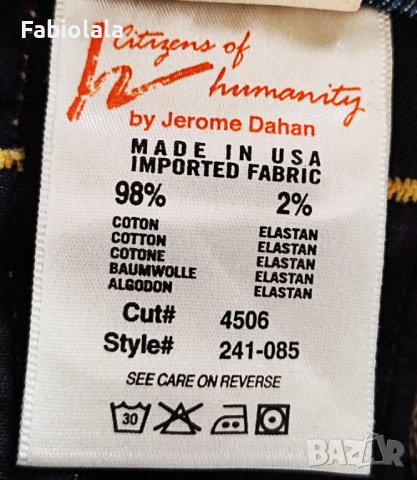 Fabiolala
Citizens of
humanity
by Jerome Dahan
MADE IN USA
IMPORTED FABRIC
98% 2%
COTON ELASTAN
COTTON ELASTAN
COTONE ELASTAN
BAUMWOLLE ELASTAN
ALGODON ELASTAN
Cut# 4506
Style# 241-085
SEE CARE ON REVERSE
30
BAZAR